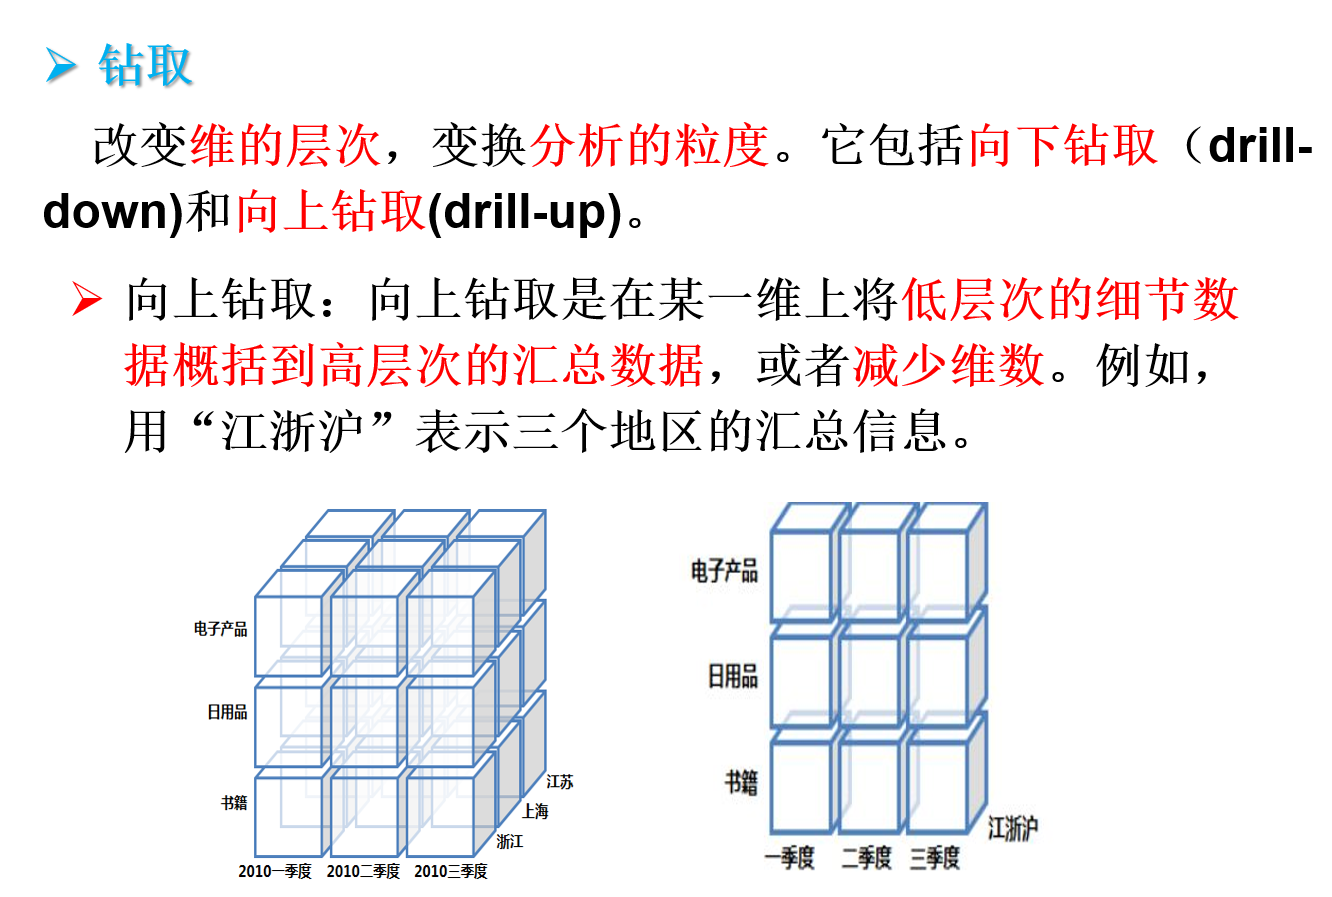 钻取
改变维的层次，变换分析的粒度。它包括向下钻取（drill-
down)和向上钻取(drill-up)。
向上钻取：向上钻取是在某一维上将低层次的细节数
据概括到高层次的汇总数据，或者减少维数。例如，
用“江浙沪”表示三个地区的汇总信息。
电子产品
日用品
书籍
江苏
上海
浙江
2010一季度 2010二季度 2010三季度
电子产品
日用品
书籍
江浙沪
一季度 二季度 三季度